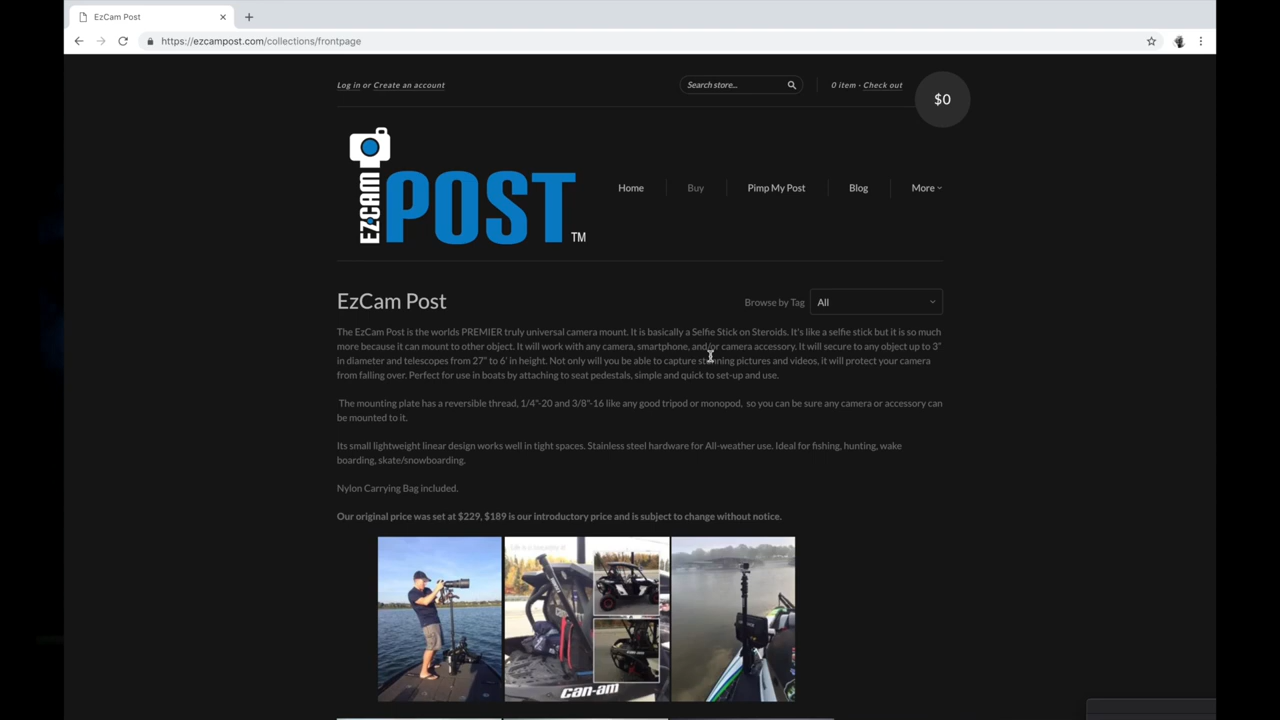 EzCam Post
https://ezcampost.com/collections/frontpage
Log in or Create an account
Search store...
0 item - Check out
$0
EZ CAM
POST
TM
Home
Buy
Pimp My Post
Blog
More
EzCam Post
Browse by Tag
All
The EzCam Post is the worlds PREMIER truly universal camera mount. It is basically a Selfie Stick on Steroids. It's like a selfie stick but it is so much
more because it can mount to other object. It will work with any camera, smartphone, and/or camera accessory. It will secure to any object up to 3"
in diameter and telescopes from 27" to 6' in height. Not only will you be able to capture stunning pictures and videos, it will protect your camera
from falling over. Perfect for use in boats by attaching to seat pedestals, simple and quick to set-up and use.
The mounting plate has a reversible thread, 1/4"-20 and 3/8"-16 like any good tripod or monopod, so you can be sure any camera or accessory can
be mounted to it.
Its small lightweight linear design works well in tight spaces. Stainless steel hardware for All-weather use. Ideal for fishing, hunting, wake
boarding, skate/snowboarding.
Nylon Carrying Bag included.
Our original price was set at $229, $189 is our introductory price and is subject to change without notice.
can-am